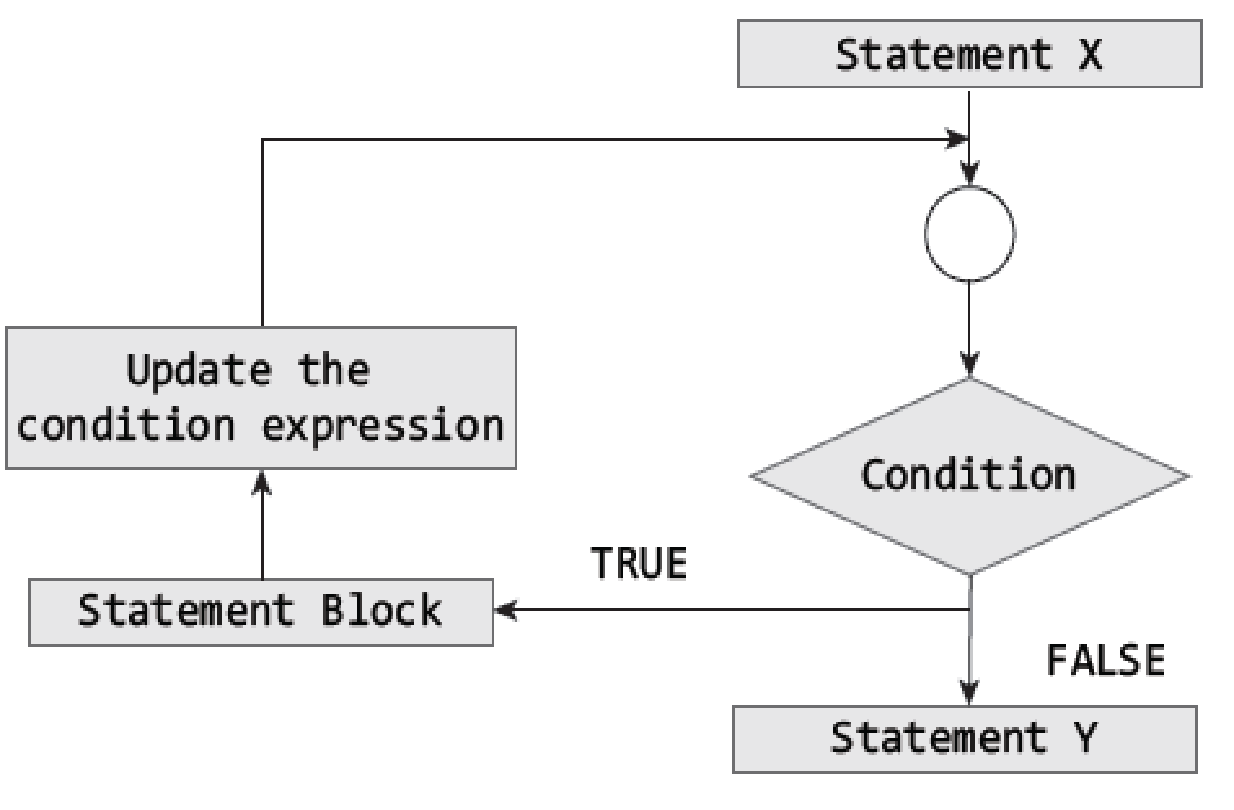 Statement X
Update the
condition expression
Condition
TRUE
Statement Block
FALSE
Statement Y